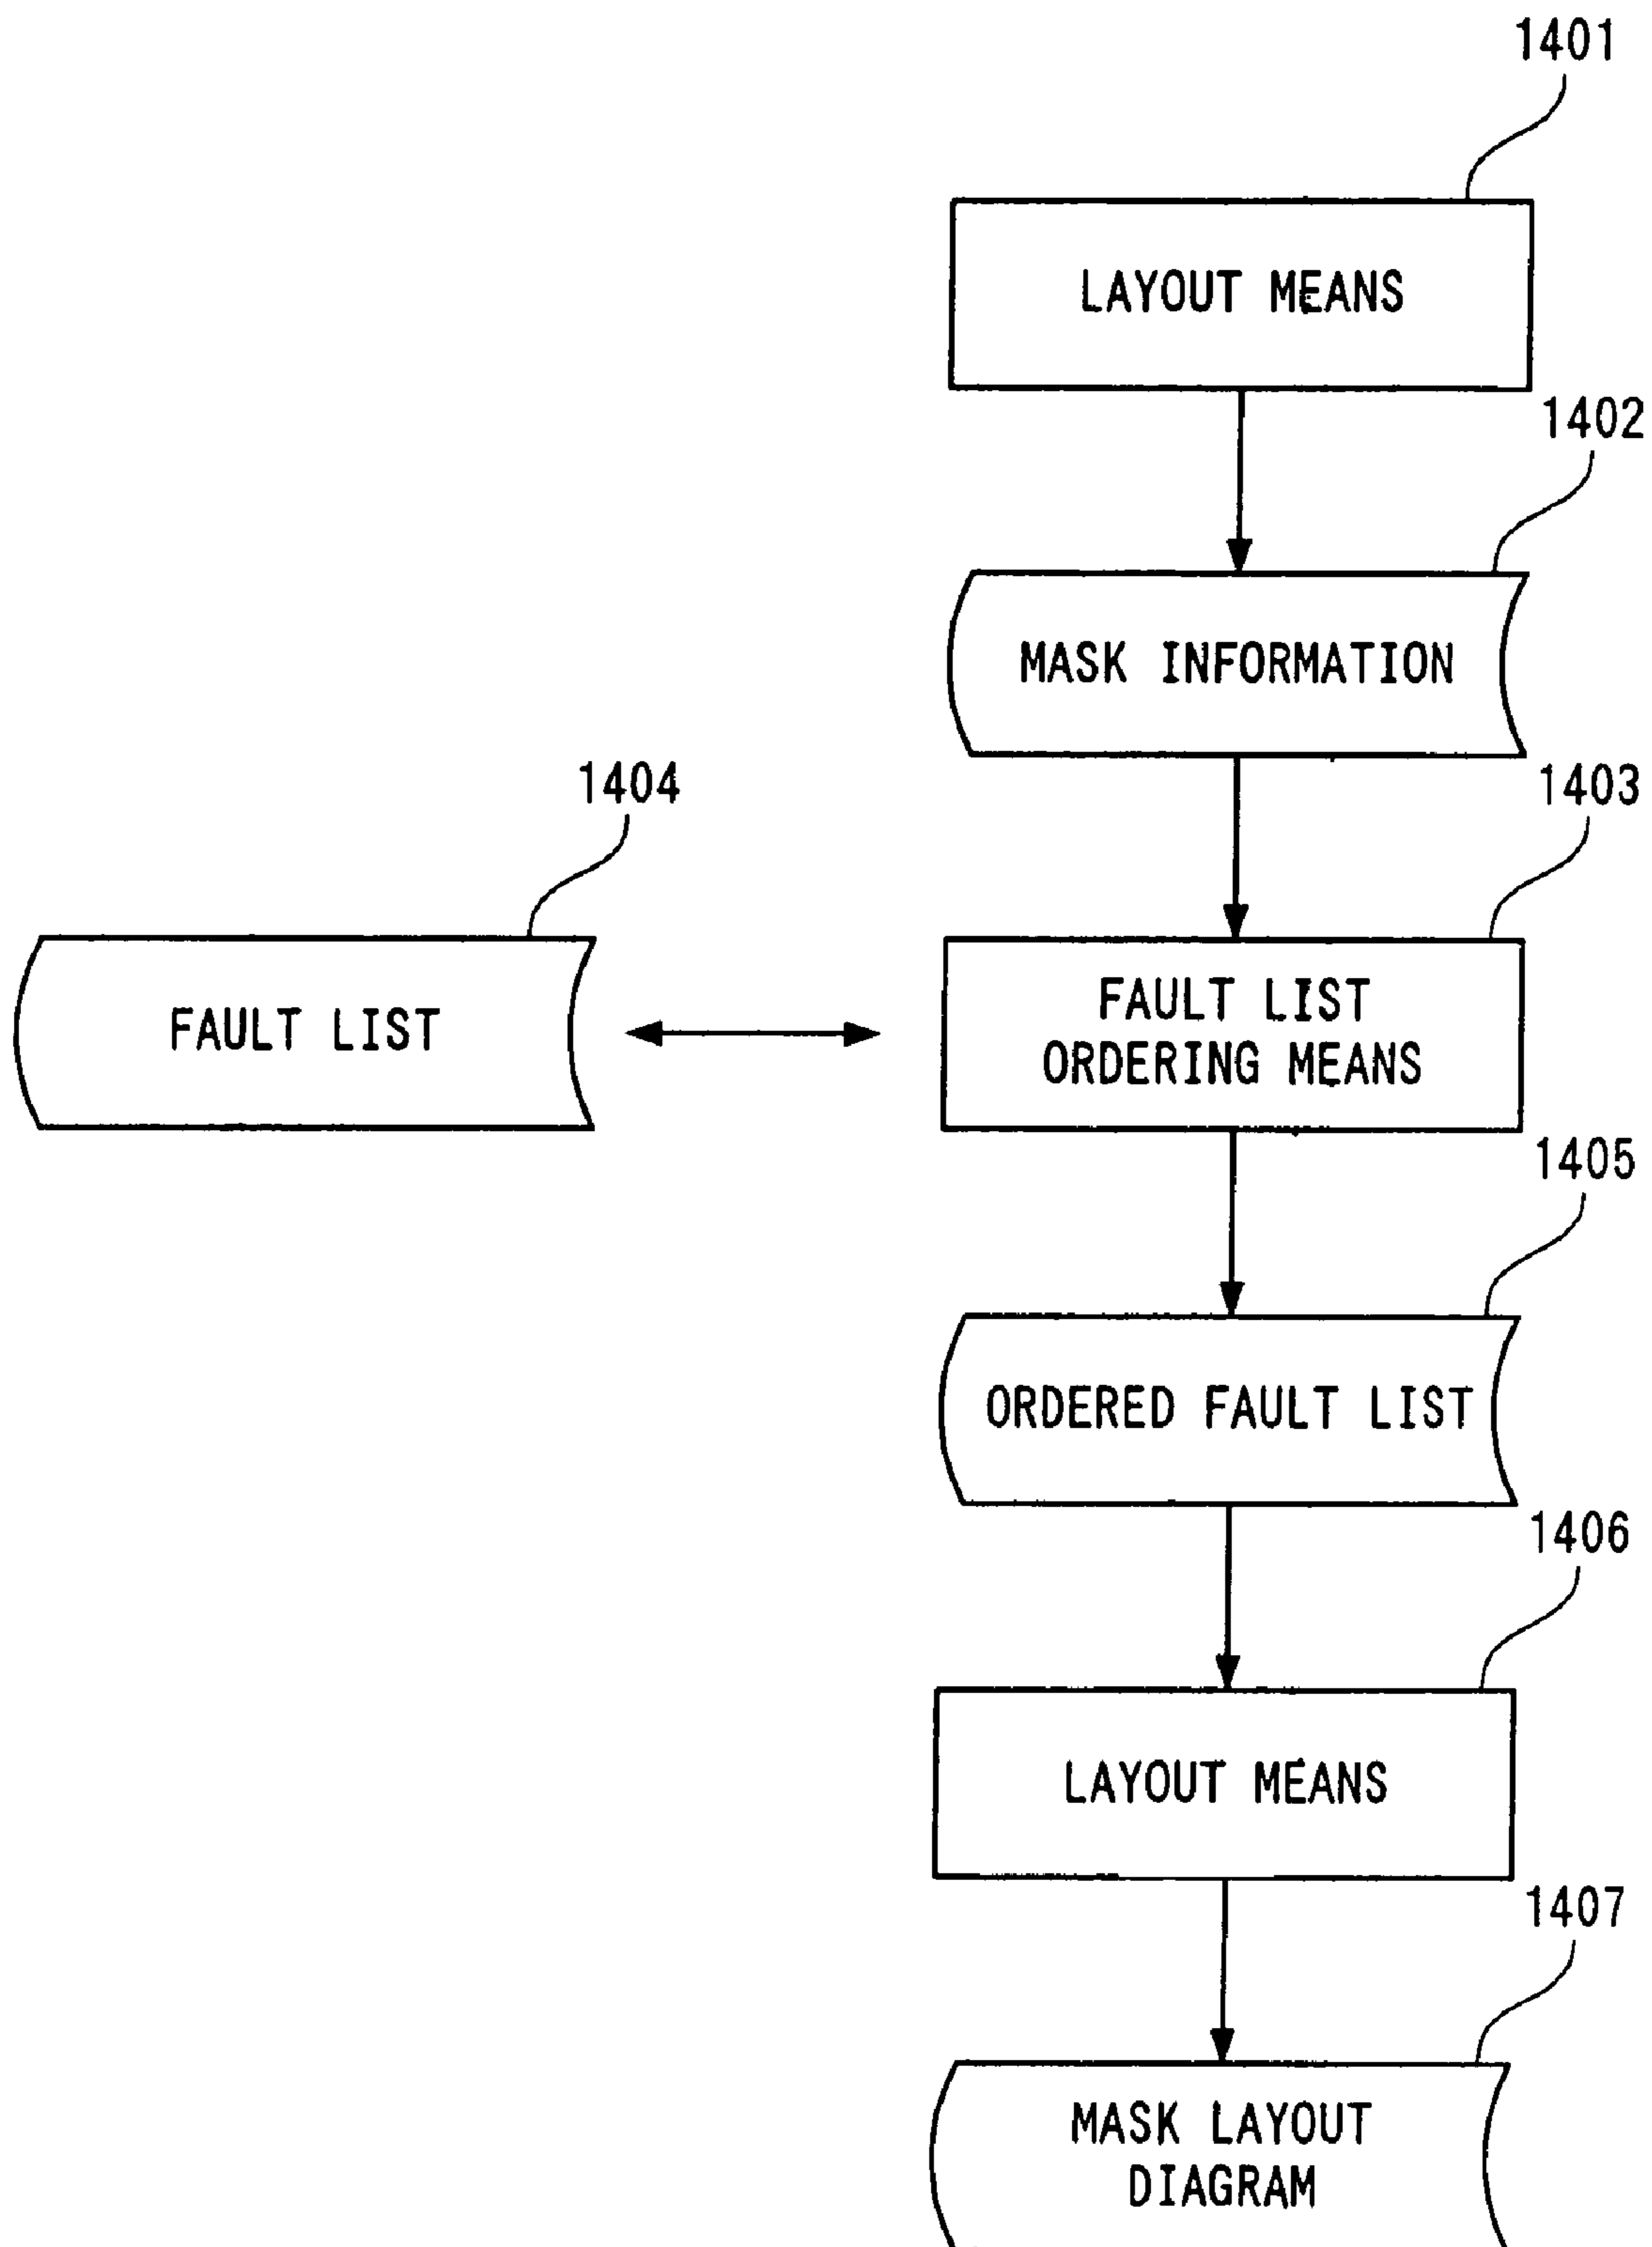 1401
LAYOUT MEANS
1402
MASK INFORMATION
1404
1403
FAULT LIST
FAULT LIST
ORDERING MEANS
1405
ORDERED FAULT LIST
1406
LAYOUT MEANS
1407
MASK LAYOUT
DIAGRAM